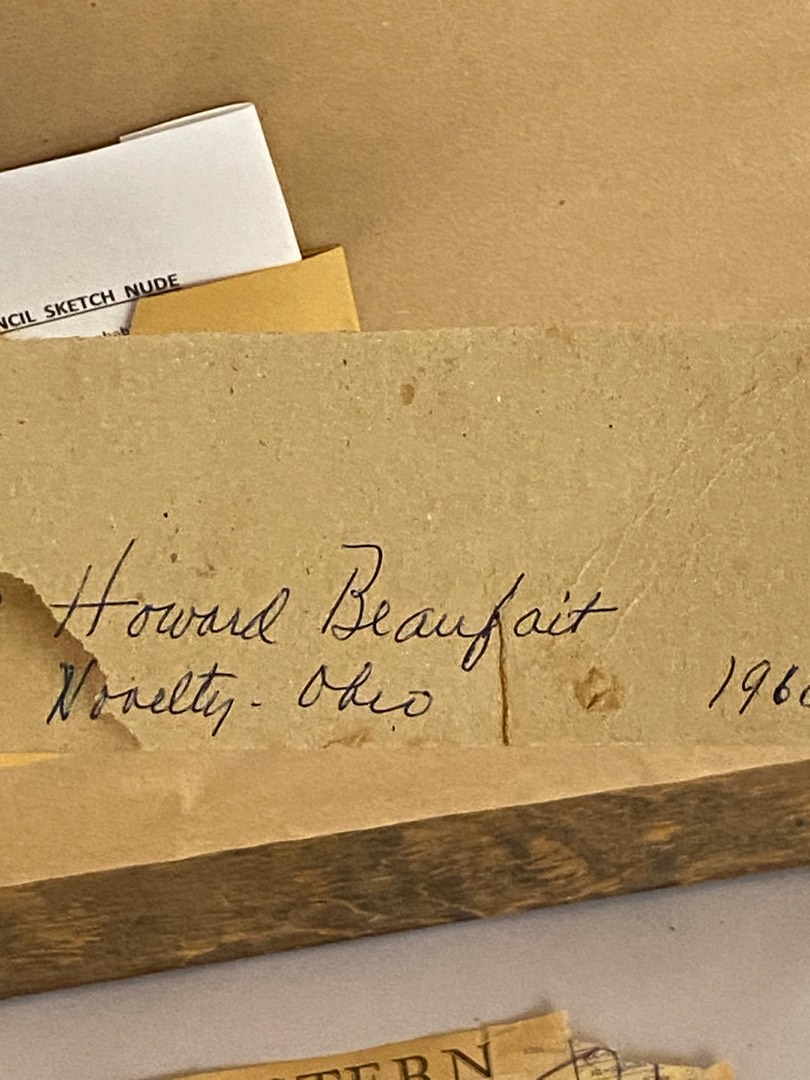 NCIL SKETCH NUDE
Howard Beaufait
Novelty - Ohio
196
TERN